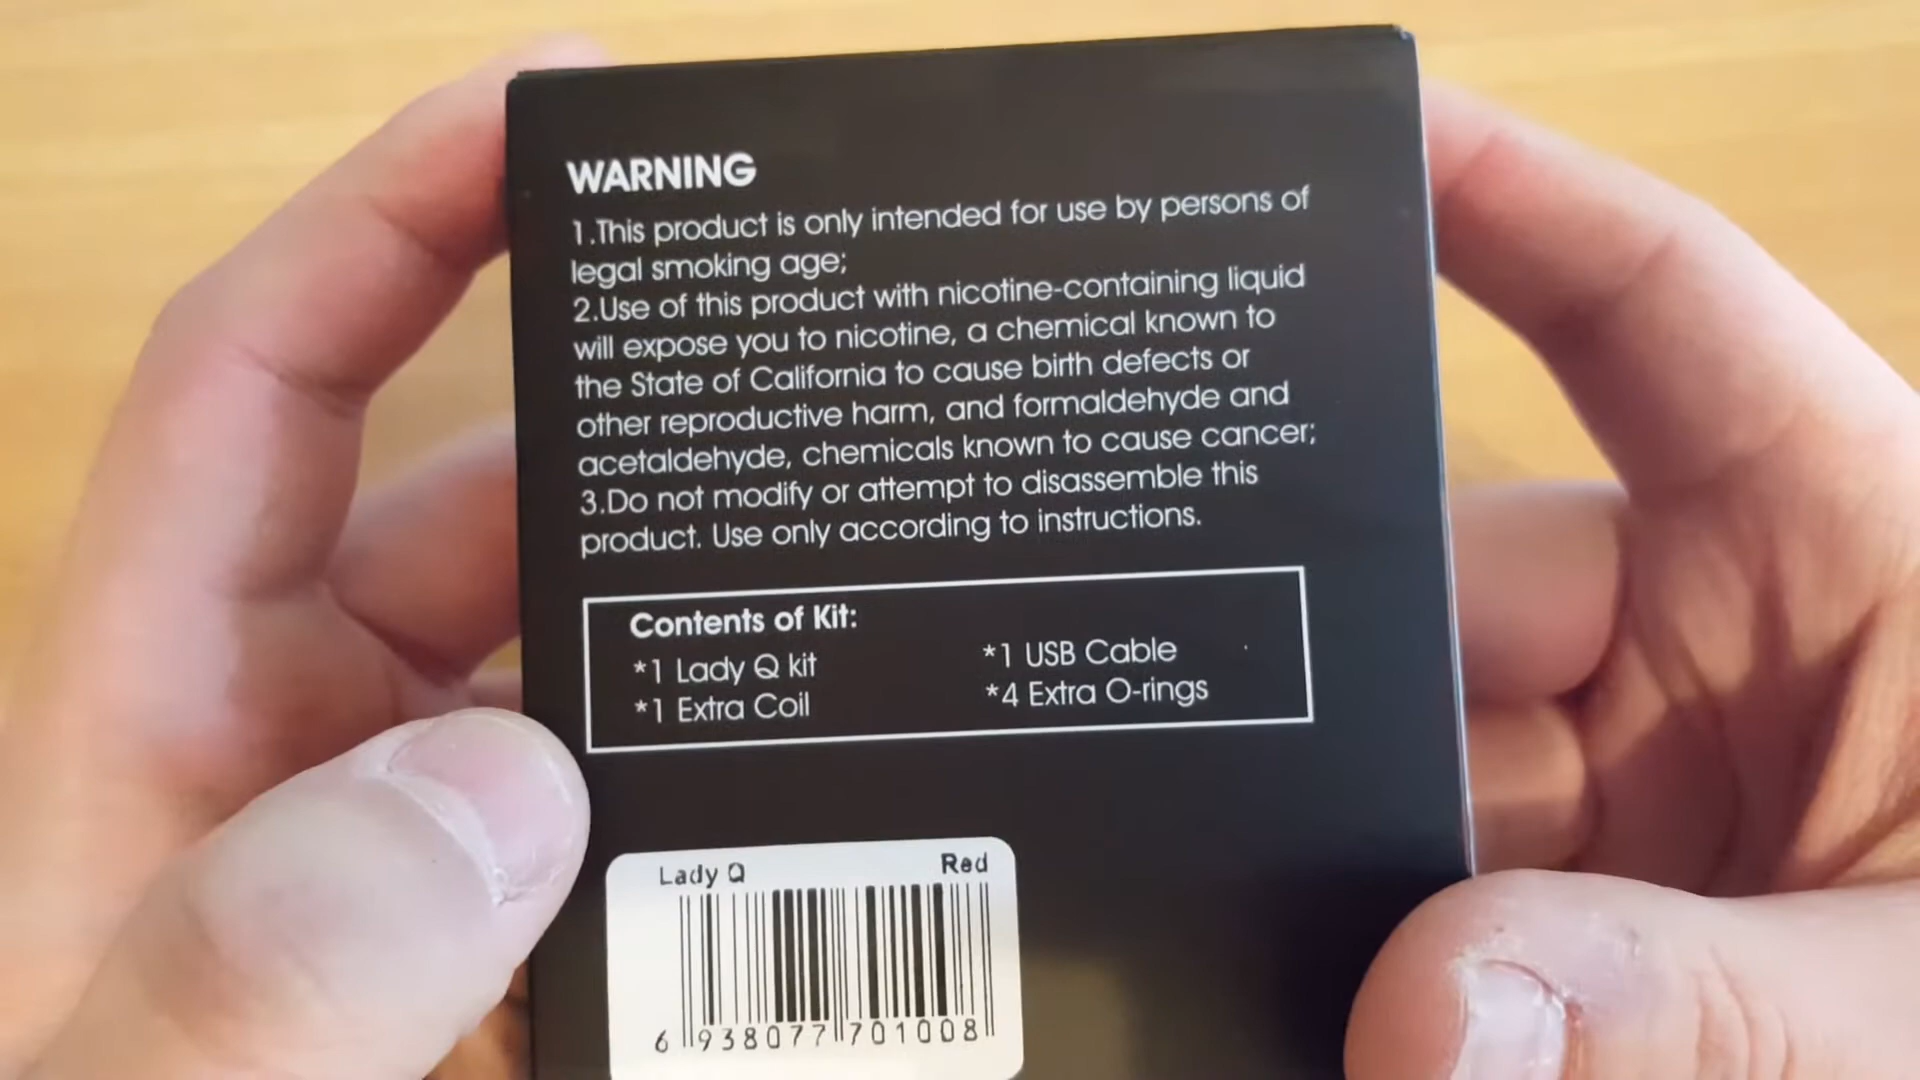 WARNING
1.This product is only intended for use by persons of
legal smoking age;
2.Use of this product with nicotine-containing liquid
will expose you to nicotine, a chemical known to
the State of California to cause birth defects or
other reproductive harm, and formaldehyde and
acetaldehyde, chemicals known to cause cancer;
3.Do not modify or attempt to disassemble this
product. Use only according to instructions.
Contents of Kit:
*1 Lady Q kit
*1 Extra Coil
*1 USB Cable
*4 Extra O-rings
Lady Q Red
6 938077 701008